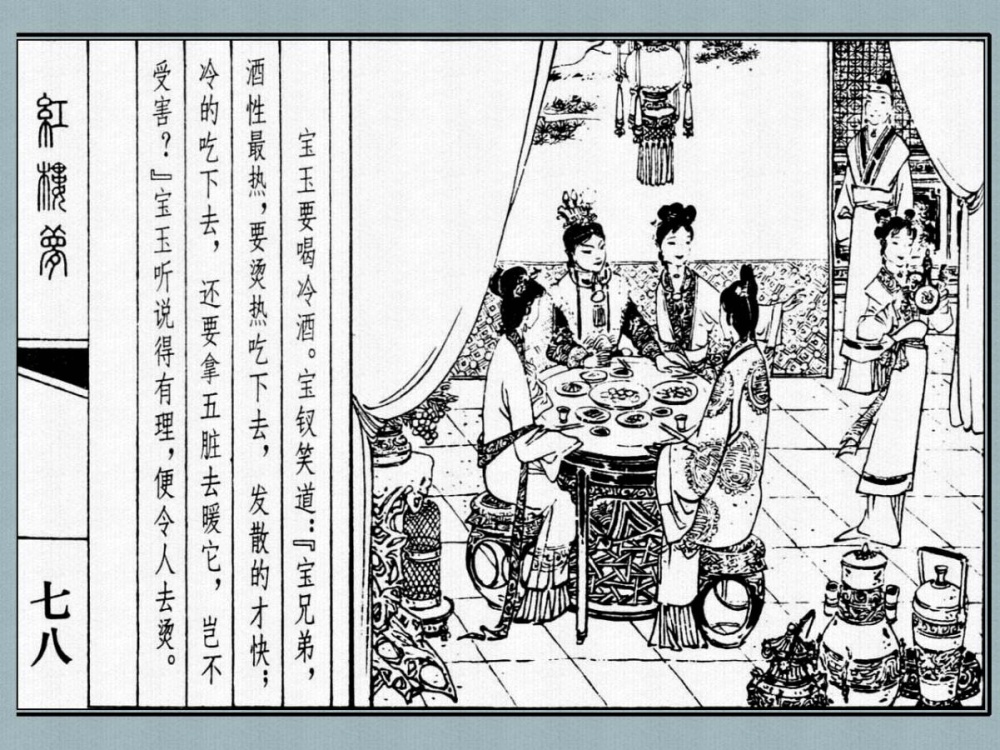 宝玉要喝冷酒。宝钗笑道：『宝兄弟，
酒性最热，要烫热吃下去，发散的才快；
冷的吃下去，还要拿五脏去暖它，岂不
受害？』宝玉听说得有理，便令人去烫。
紅樓夢
七八